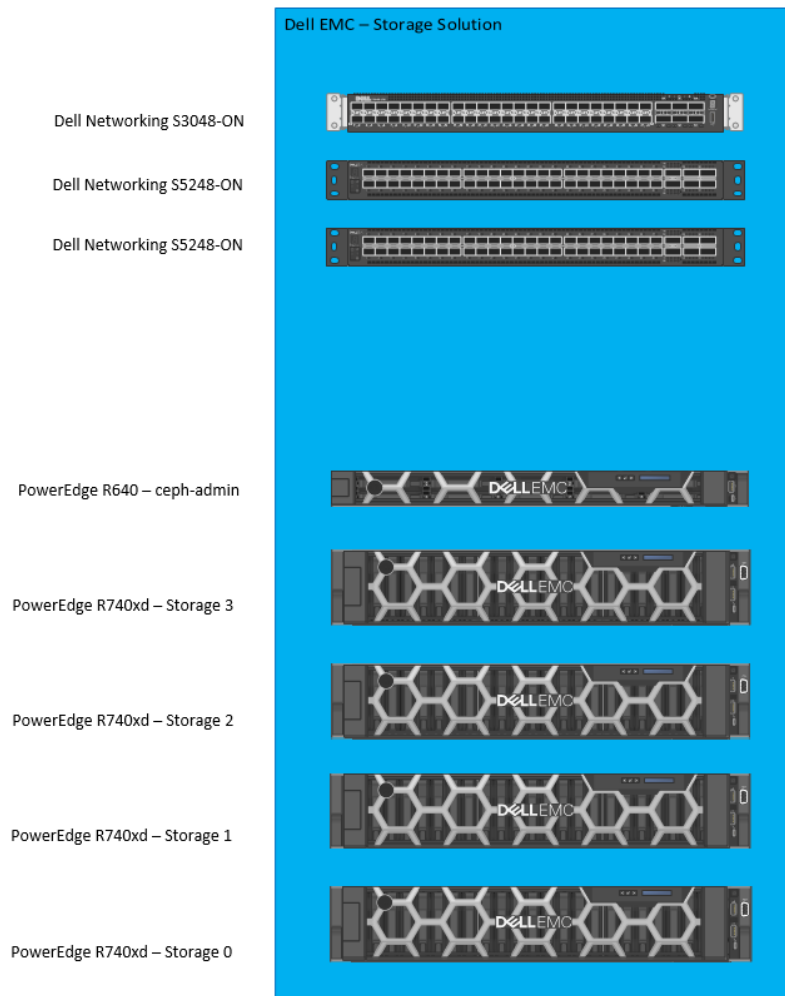 Dell EMC – Storage Solution
Dell Networking S3048-ON
Dell Networking S5248-ON
Dell Networking S5248-ON
PowerEdge R640 – ceph-admin
DELLEMC
PowerEdge R740xd – Storage 3
DELLEMC
PowerEdge R740xd – Storage 2
DELLEMC
PowerEdge R740xd – Storage 1
DELLEMC
PowerEdge R740xd – Storage 0
DELLEMC